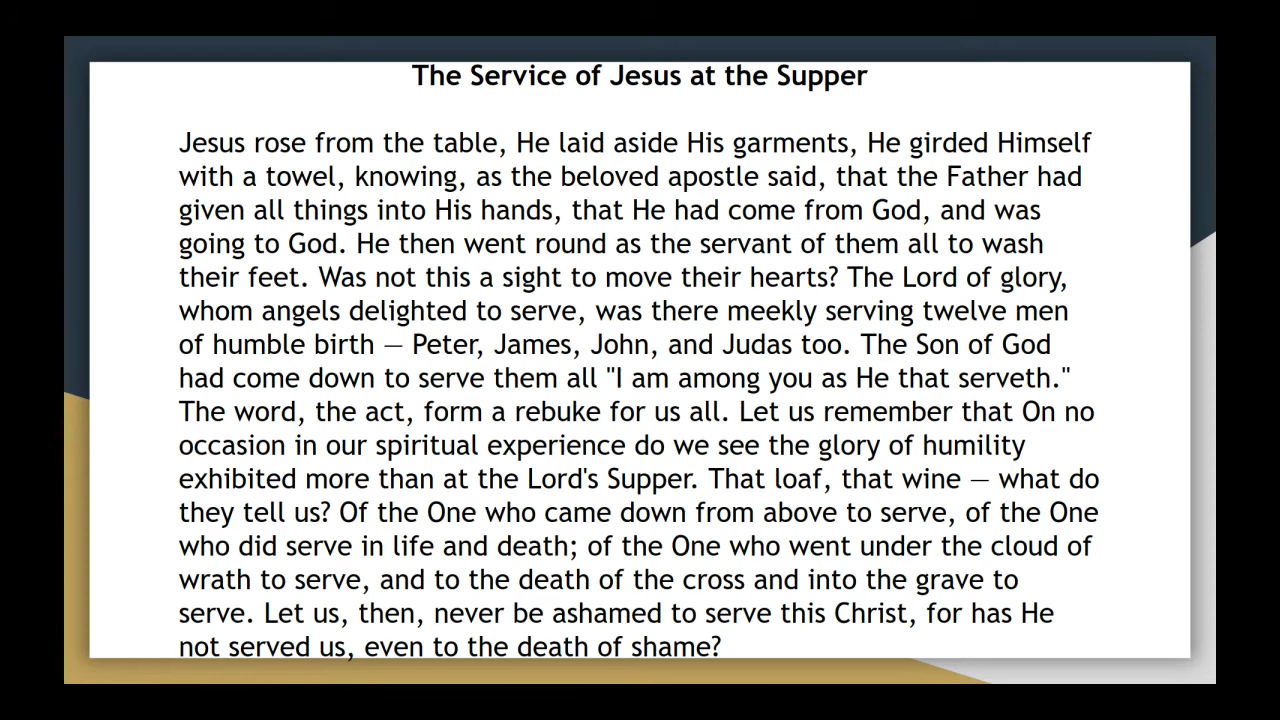 The Service of Jesus at the Supper
Jesus rose from the table, He laid aside His garments, He girded Himself
with a towel, knowing, as the beloved apostle said, that the Father had
given all things into His hands, that He had come from God, and was
going to God. He then went round as the servant of them all to wash
their feet. Was not this a sight to move their hearts? The Lord of glory,
whom angels delighted to serve, was there meekly serving twelve men
of humble birth — Peter, James, John, and Judas too. The Son of God
had come down to serve them all "I am among you as He that serveth."
The word, the act, form a rebuke for us all. Let us remember that On no
occasion in our spiritual experience do we see the glory of humility
exhibited more than at the Lord's Supper. That loaf, that wine — what do
they tell us? Of the One who came down from above to serve, of the One
who did serve in life and death; of the One who went under the cloud of
wrath to serve, and to the death of the cross and into the grave to
serve. Let us, then, never be ashamed to serve this Christ, for has He
not served us, even to the death of shame?